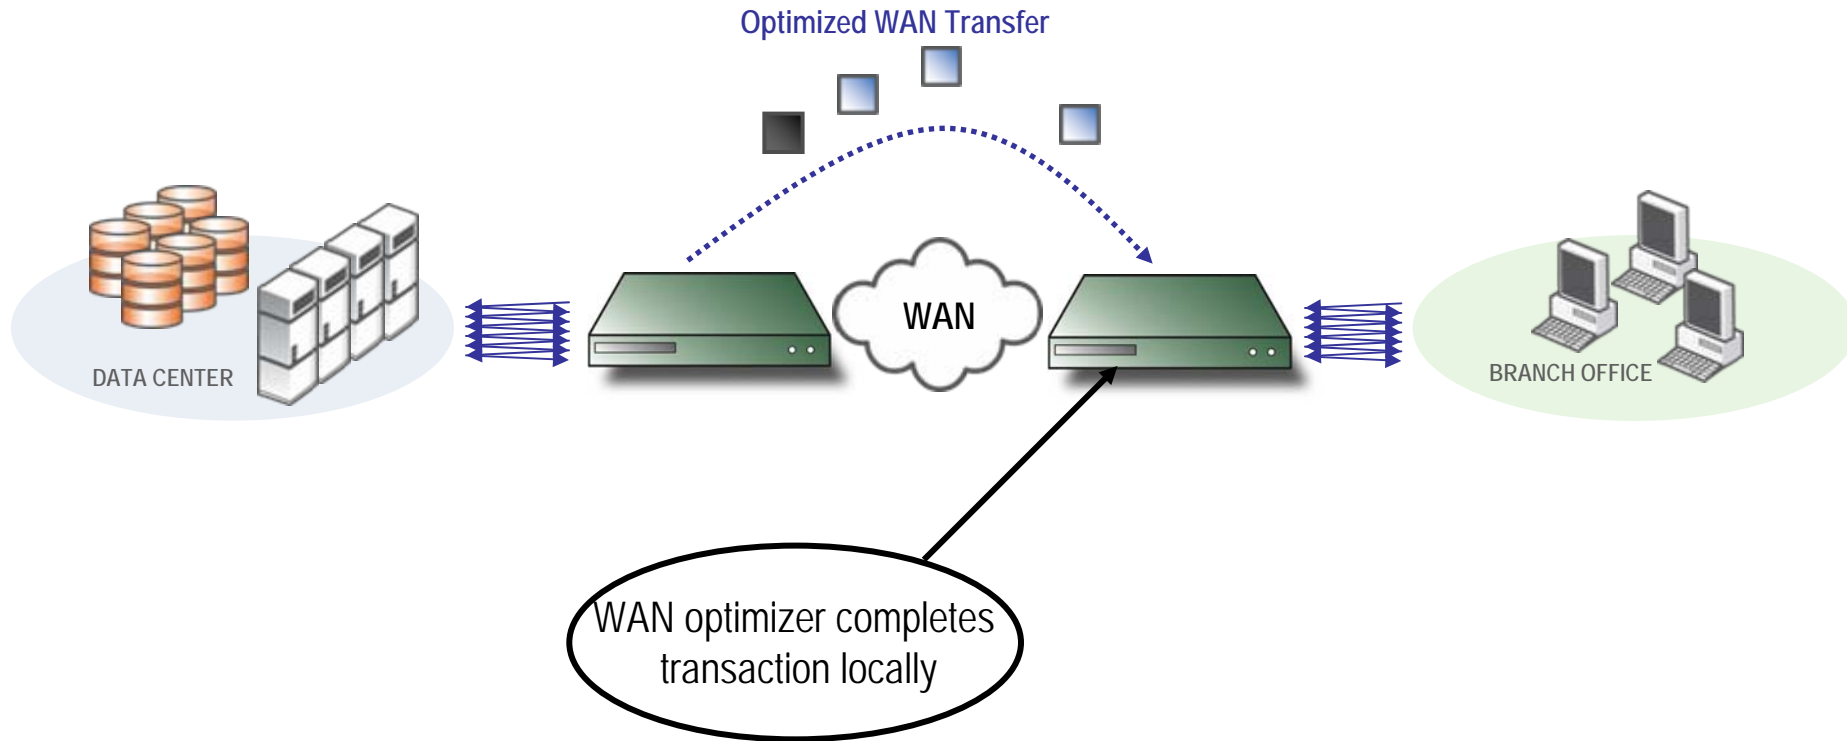 Optimized WAN Transfer
WAN
DATA CENTER
BRANCH OFFICE
WAN optimizer completes
transaction locally